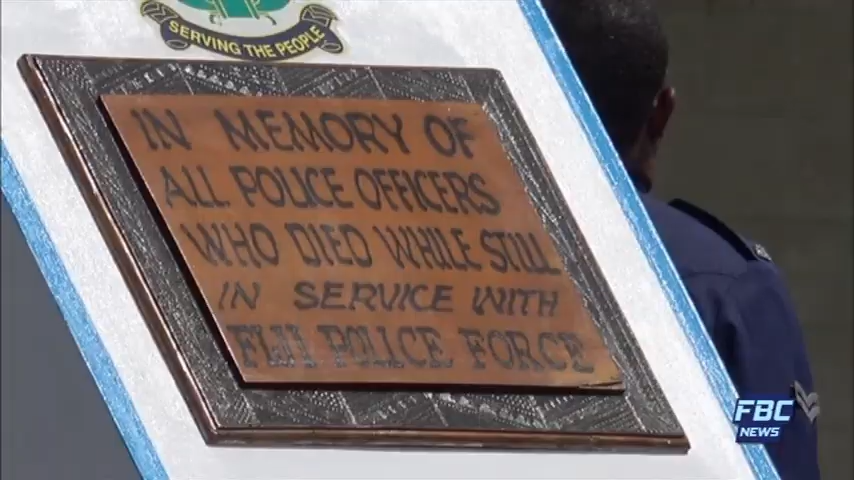 SERVING THE PEOPLE
IN MEMORY OF
ALL POLICE OFFICERS
WHO DIED WHILE STILL
IN SERVICE WITH
FIJI POLICE FORCE
FBC
NEWS